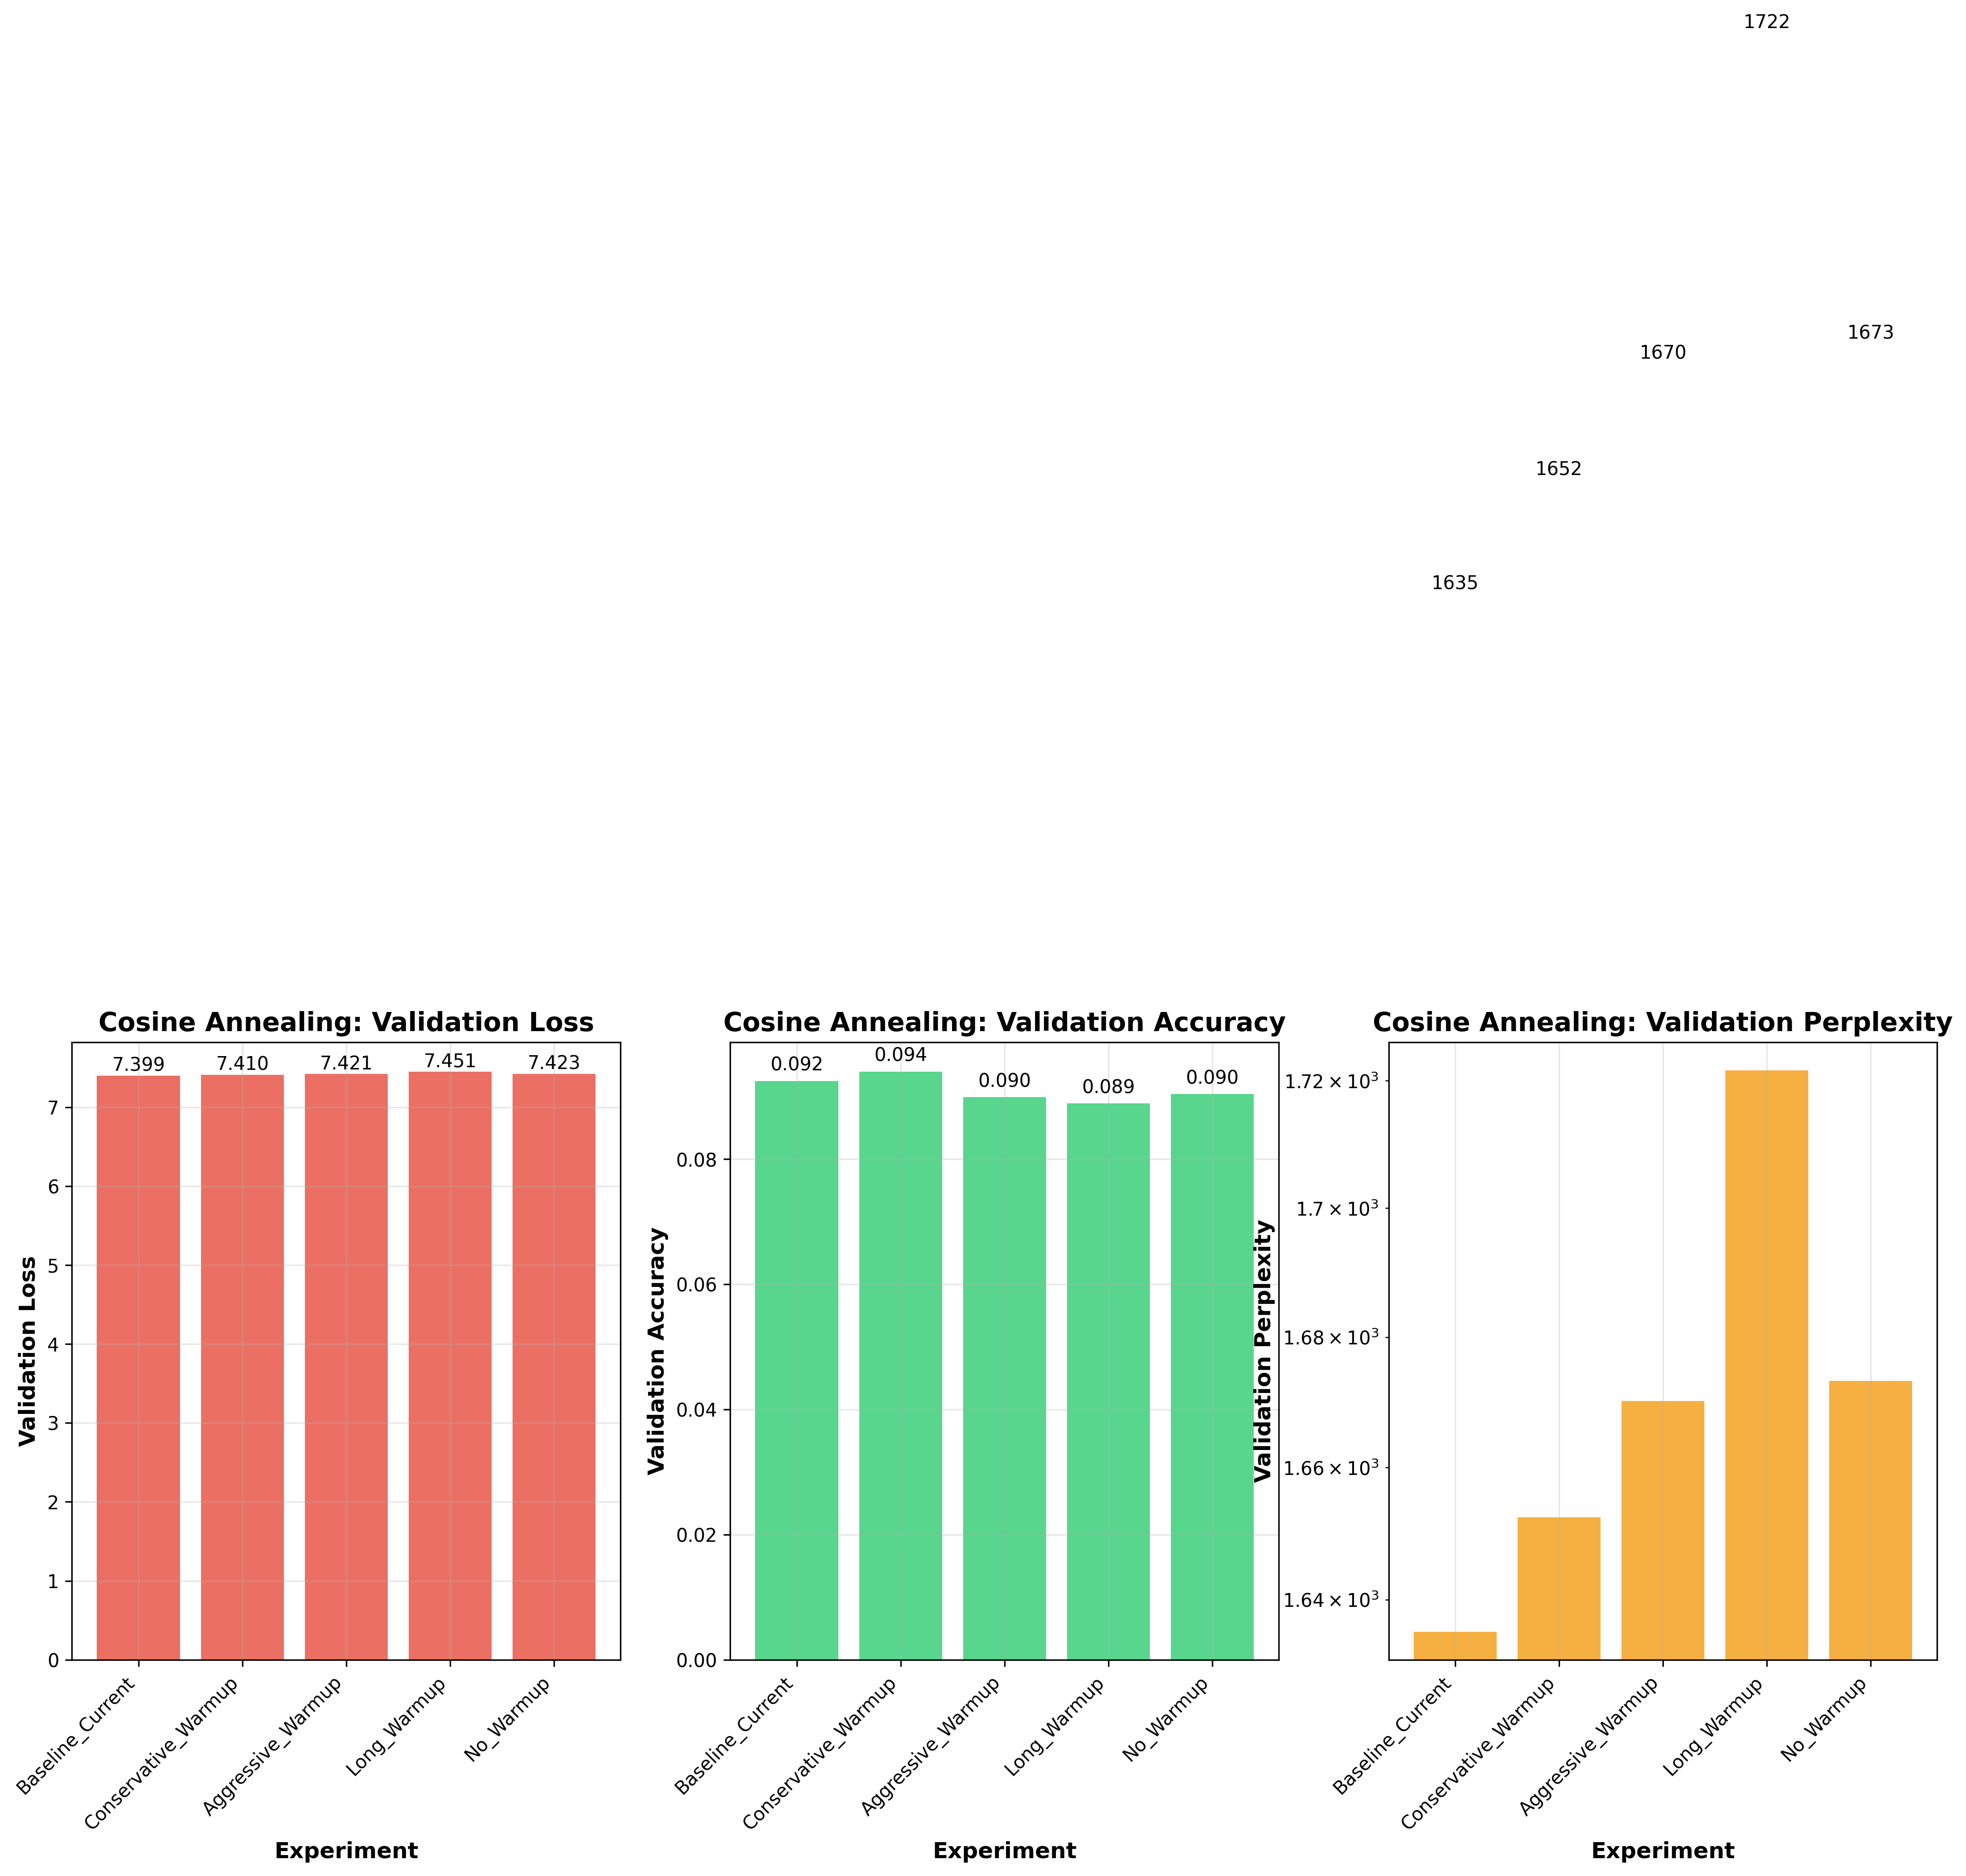 1722
1673
1670
1652
1635
Cosine Annealing: Validation Loss
7.399
7.410
7.421
7.451
7.423
7
6
5
4
3
2
1
0
Validation Loss
Baseline_Current
Conservative_Warmup
Aggressive_Warmup
Long_Warmup
No_Warmup
Experiment
Cosine Annealing: Validation Accuracy
0.092
0.094
0.090
0.089
0.090
0.08
0.06
0.04
0.02
0.00
Validation Accuracy
Baseline_Current
Conservative_Warmup
Aggressive_Warmup
Long_Warmup
No_Warmup
Experiment
Cosine Annealing: Validation Perplexity
1.72 × 10³
1.7 × 10³
1.68 × 10³
1.66 × 10³
1.64 × 10³
Validation Perplexity
Baseline_Current
Conservative_Warmup
Aggressive_Warmup
Long_Warmup
No_Warmup
Experiment